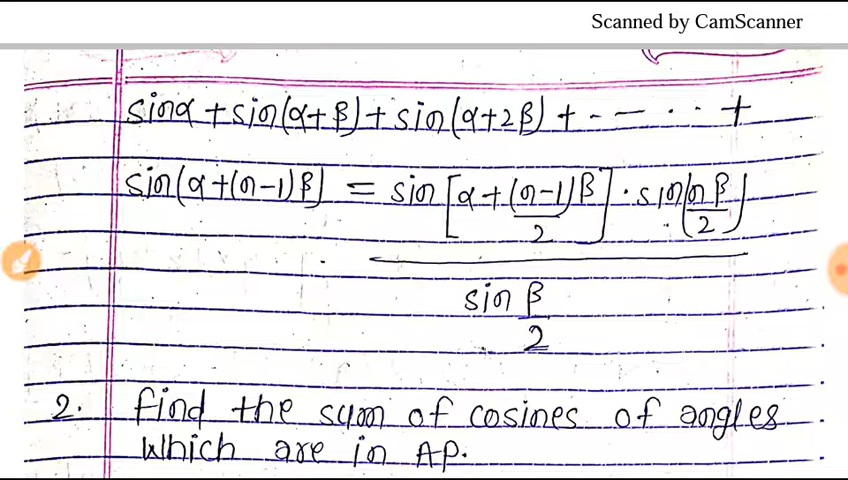 Scanned by CamScanner
sinα + sin(α+β) + sin(α+2β) + - - - ... +
sin(α+(n-1)β) = sin[α+(n-1)β/2] · sin(nβ/2)
sin β/2
2. find the sum of cosines of angles
which are in AP.